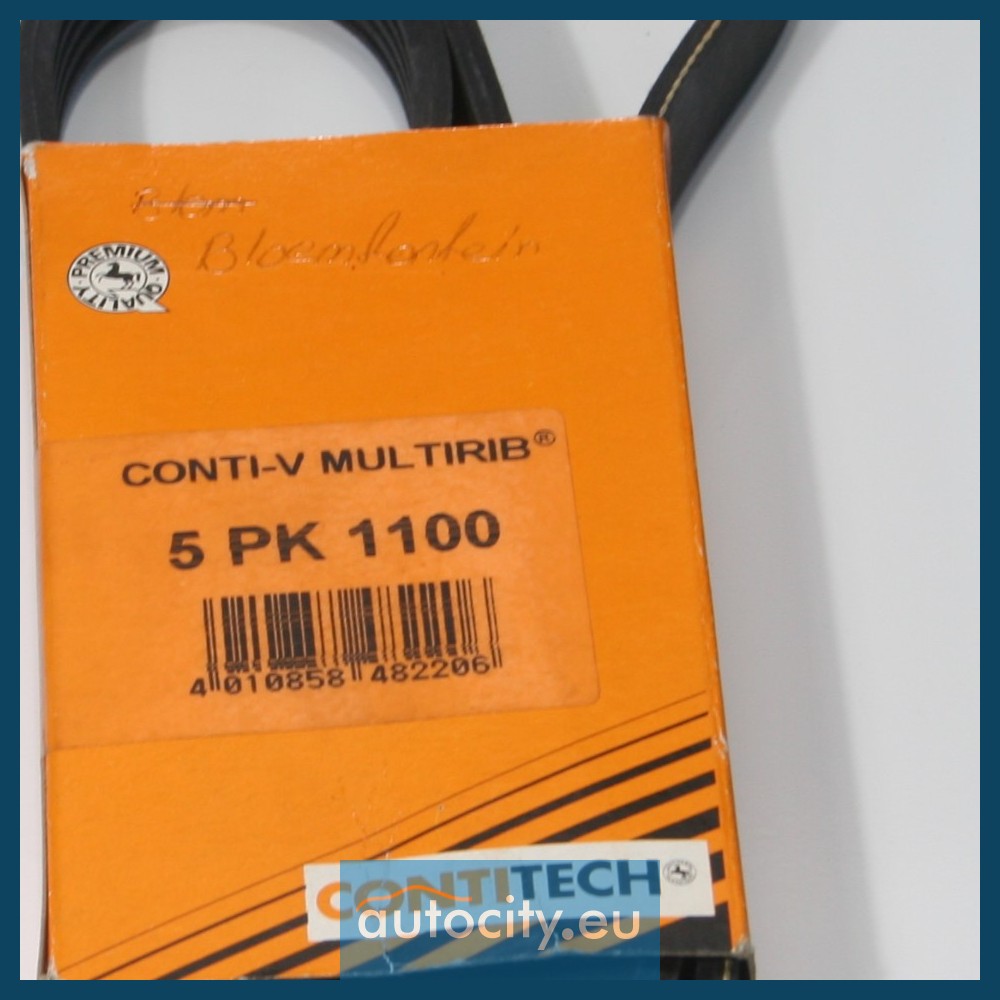 Bloemfontein
PREMIUM · QUALITY ·
CONTI-V MULTIRIB®
5 PK 1100
4 010858 482206
CONTITECH
autocity.eu